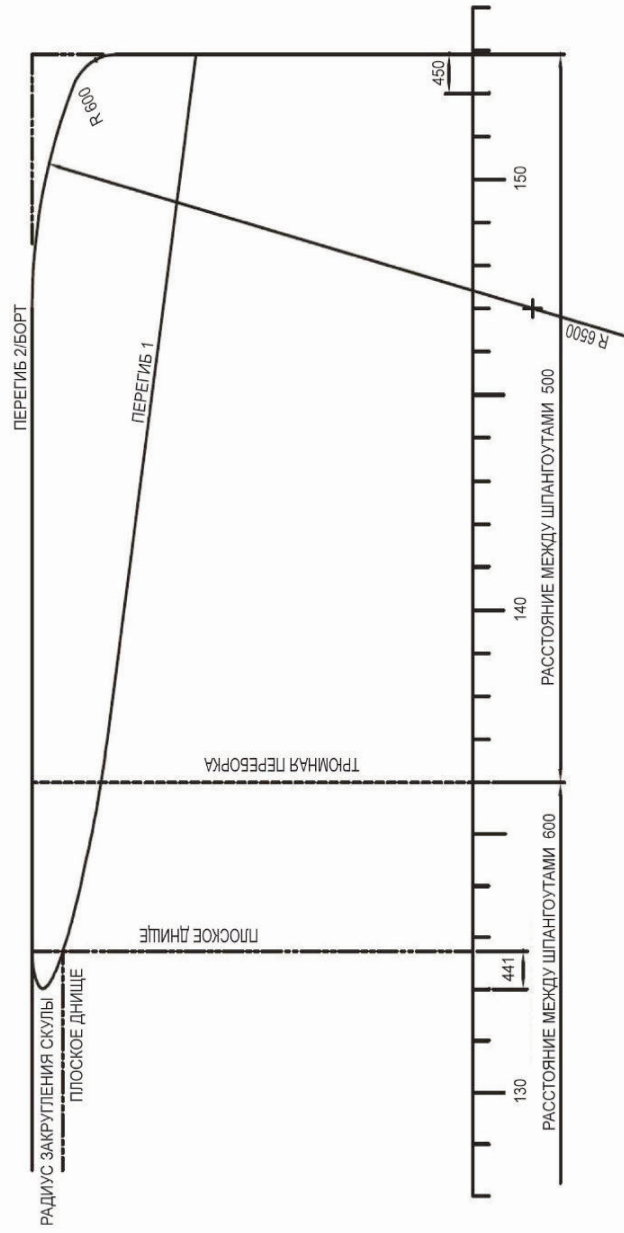 ПЕРЕГИБ 2/БОРТ
R 600
ПЕРЕГИБ 1
450
150
R 6500
РАССТОЯНИЕ МЕЖДУ ШПАНГОУТАМИ 500
140
ТРЮМНАЯ ПЕРЕБОРКА
ПЛОСКОЕ ДНИЩЕ
РАДИУС ЗАКРУГЛЕНИЯ СКУЛЫ
ПЛОСКОЕ ДНИЩЕ
441
130
РАССТОЯНИЕ МЕЖДУ ШПАНГОУТАМИ 600